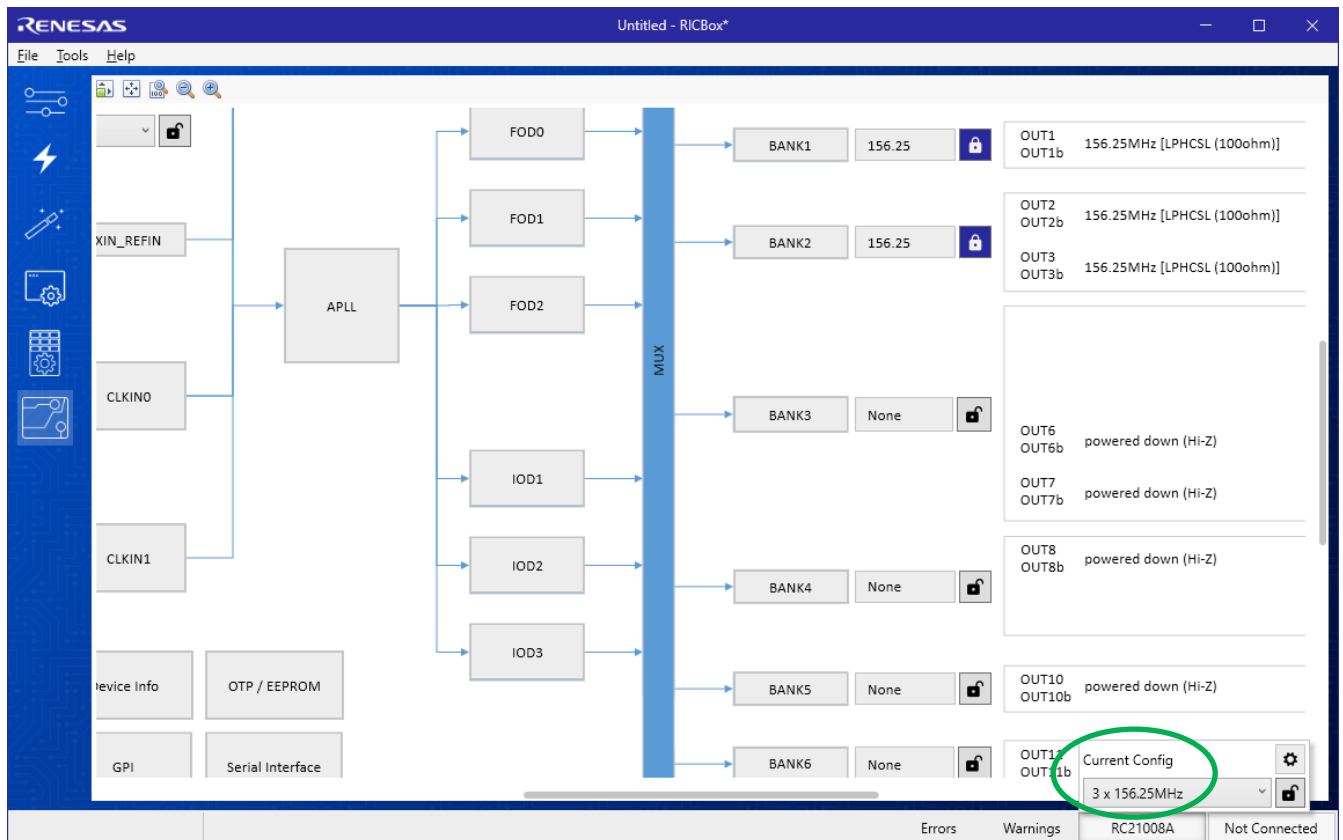 RENESAS
Untitled - RICBox*
File Tools Help
100
FOD0
FOD1
FOD2
XIN_REFIN
APLL
CLKIN0
CLKIN1
IOD1
IOD2
IOD3
MUX
BANK1 156.25
OUT1
OUT1b
156.25MHz [LPHCSL (100ohm)]
BANK2 156.25
OUT2
OUT2b
156.25MHz [LPHCSL (100ohm)]
OUT3
OUT3b
156.25MHz [LPHCSL (100ohm)]
BANK3 None
OUT6
OUT6b
powered down (Hi-Z)
OUT7
OUT7b
powered down (Hi-Z)
BANK4 None
OUT8
OUT8b
powered down (Hi-Z)
BANK5 None
OUT10
OUT10b
powered down (Hi-Z)
BANK6 None
OUT11
OUT11b
Device Info
OTP / EEPROM
GPI
Serial Interface
Current Config
3 x 156.25MHz
Errors Warnings RC21008A Not Connected